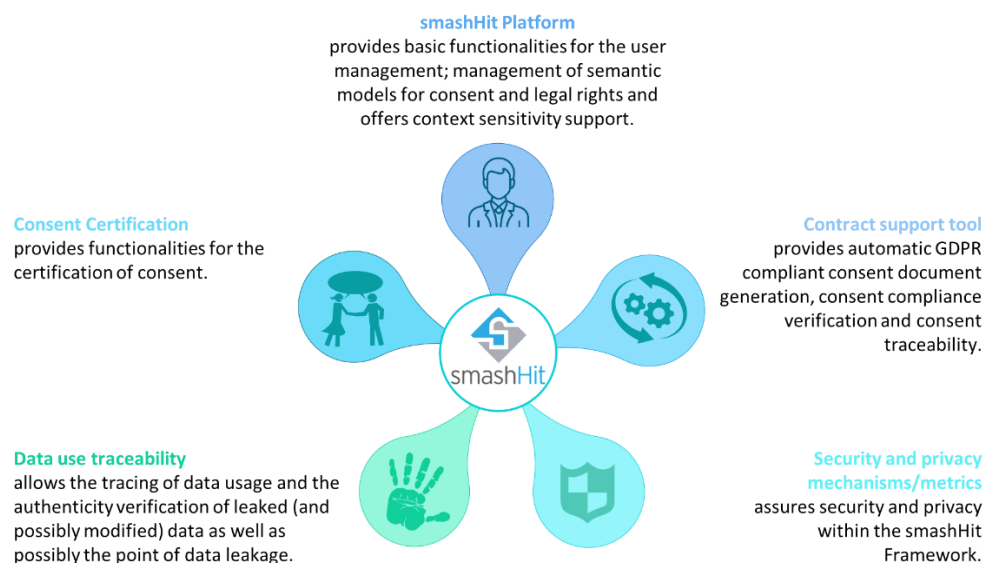 smashHit Platform
provides basic functionalities for the user
management; management of semantic
models for consent and legal rights and
offers context sensitivity support.
Consent Certification
provides functionalities for the
certification of consent.
Contract support tool
provides automatic GDPR
compliant consent document
generation, consent compliance
verification and consent
traceability.
smashHit
Data use traceability
allows the tracing of data usage and the
authenticity verification of leaked (and
possibly modified) data as well as
possibly the point of data leakage.
Security and privacy
mechanisms/metrics
assures security and privacy
within the smashHit
Framework.